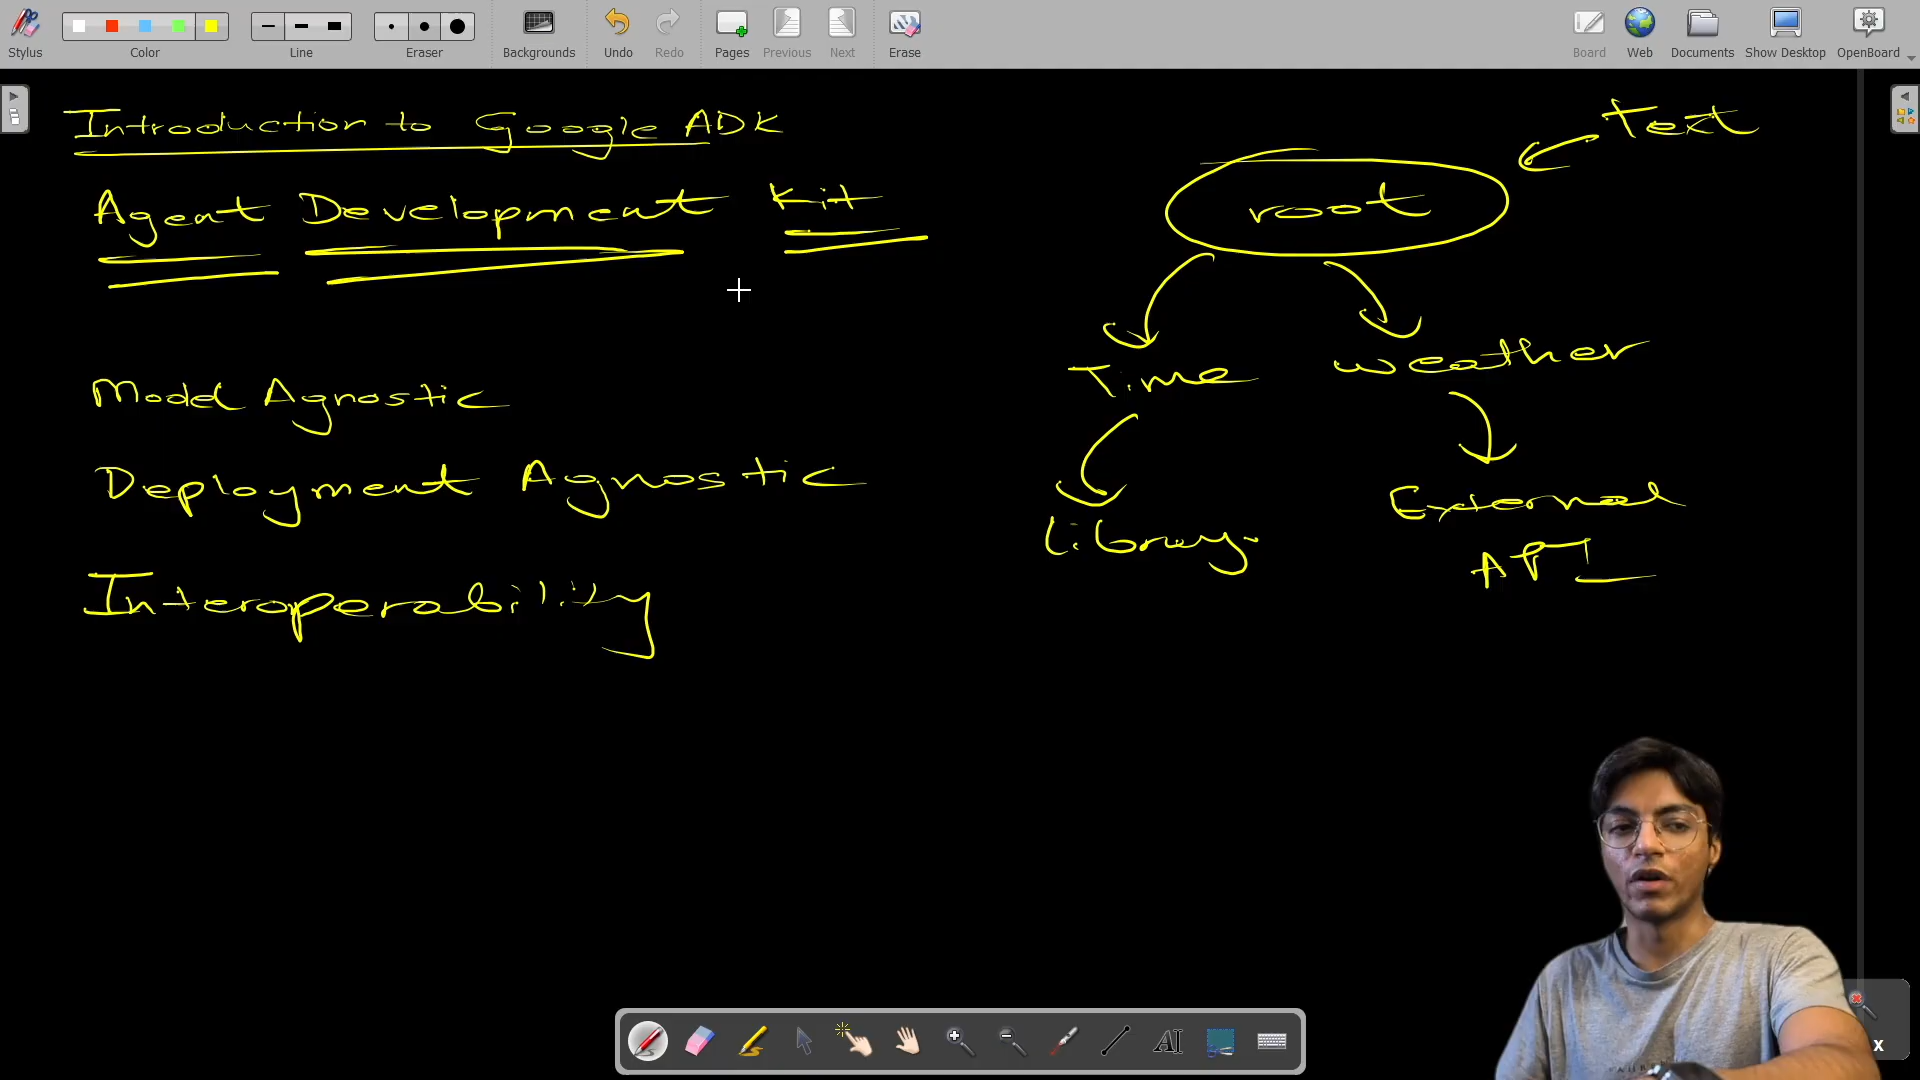 Stylus
Color
Line
Eraser
Backgrounds
Undo
Redo
Pages
Previous
Next
Erase
Board
Web
Documents
Show Desktop
OpenBoard
Introduction to Google ADK
Agent Development Kit
Model Agnostic
Deployment Agnostic
Interoperability
Text
root
Time
weather
Library
External
API
AI
x